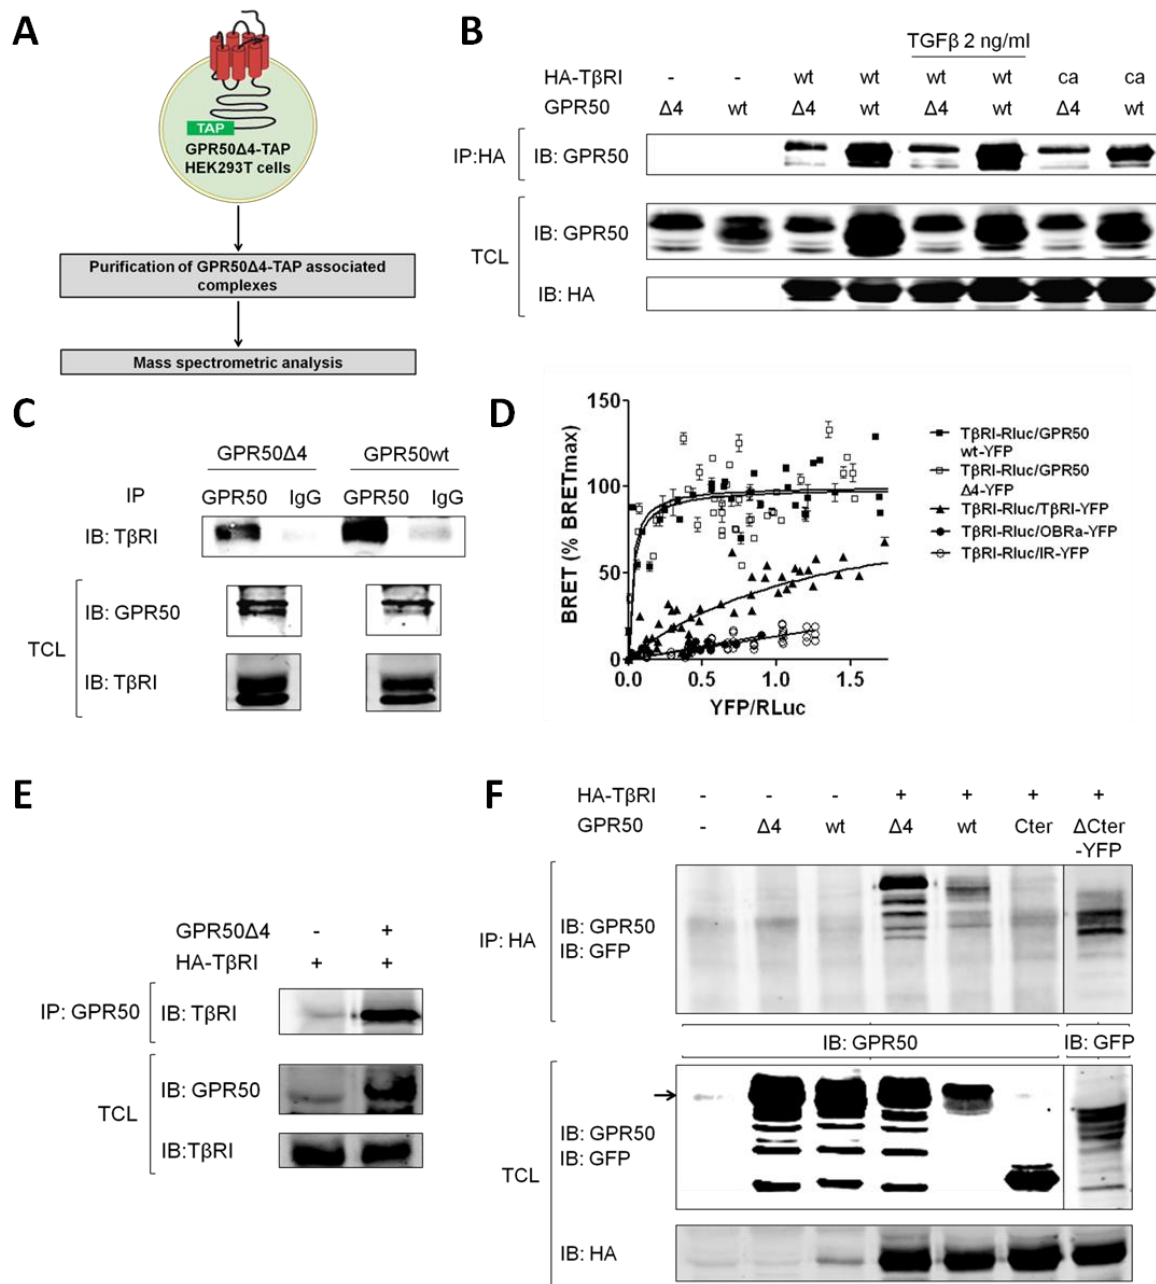 A
TAP
GPR50Δ4-TAP
HEK293T cells
Purification of GPR50Δ4-TAP associated
complexes
Mass spectrometric analysis
B
TGFβ 2 ng/ml
HA-TβRI - - wt wt wt wt ca ca
GPR50 Δ4 wt Δ4 wt Δ4 wt Δ4 wt
IP:HA IB: GPR50
TCL
IB: GPR50
IB: HA
C
GPR50Δ4 GPR50wt
IP GPR50 IgG GPR50 IgG
IB: TβRI
TCL
IB: GPR50
IB: TβRI
D
BRET (% BRETmax)
150
100
50
0
0.0 0.5 1.0 1.5
YFP/RLuc
TβRI-Rluc/GPR50
wt-YFP
TβRI-Rluc/GPR50
Δ4-YFP
TβRI-Rluc/TβRI-YFP
TβRI-Rluc/OBRa-YFP
TβRI-Rluc/IR-YFP
E
GPR50Δ4 - +
HA-TβRI + +
IP: GPR50 IB: TβRI
TCL
IB: GPR50
IB:TβRI
F
HA-TβRI - - - + + + +
GPR50 - Δ4 wt Δ4 wt Cter ΔCter
-YFP
IP: HA
IB: GPR50
IB: GFP
IB: GPR50 IB: GFP
TCL
IB: GPR50
IB: GFP
IB: HA